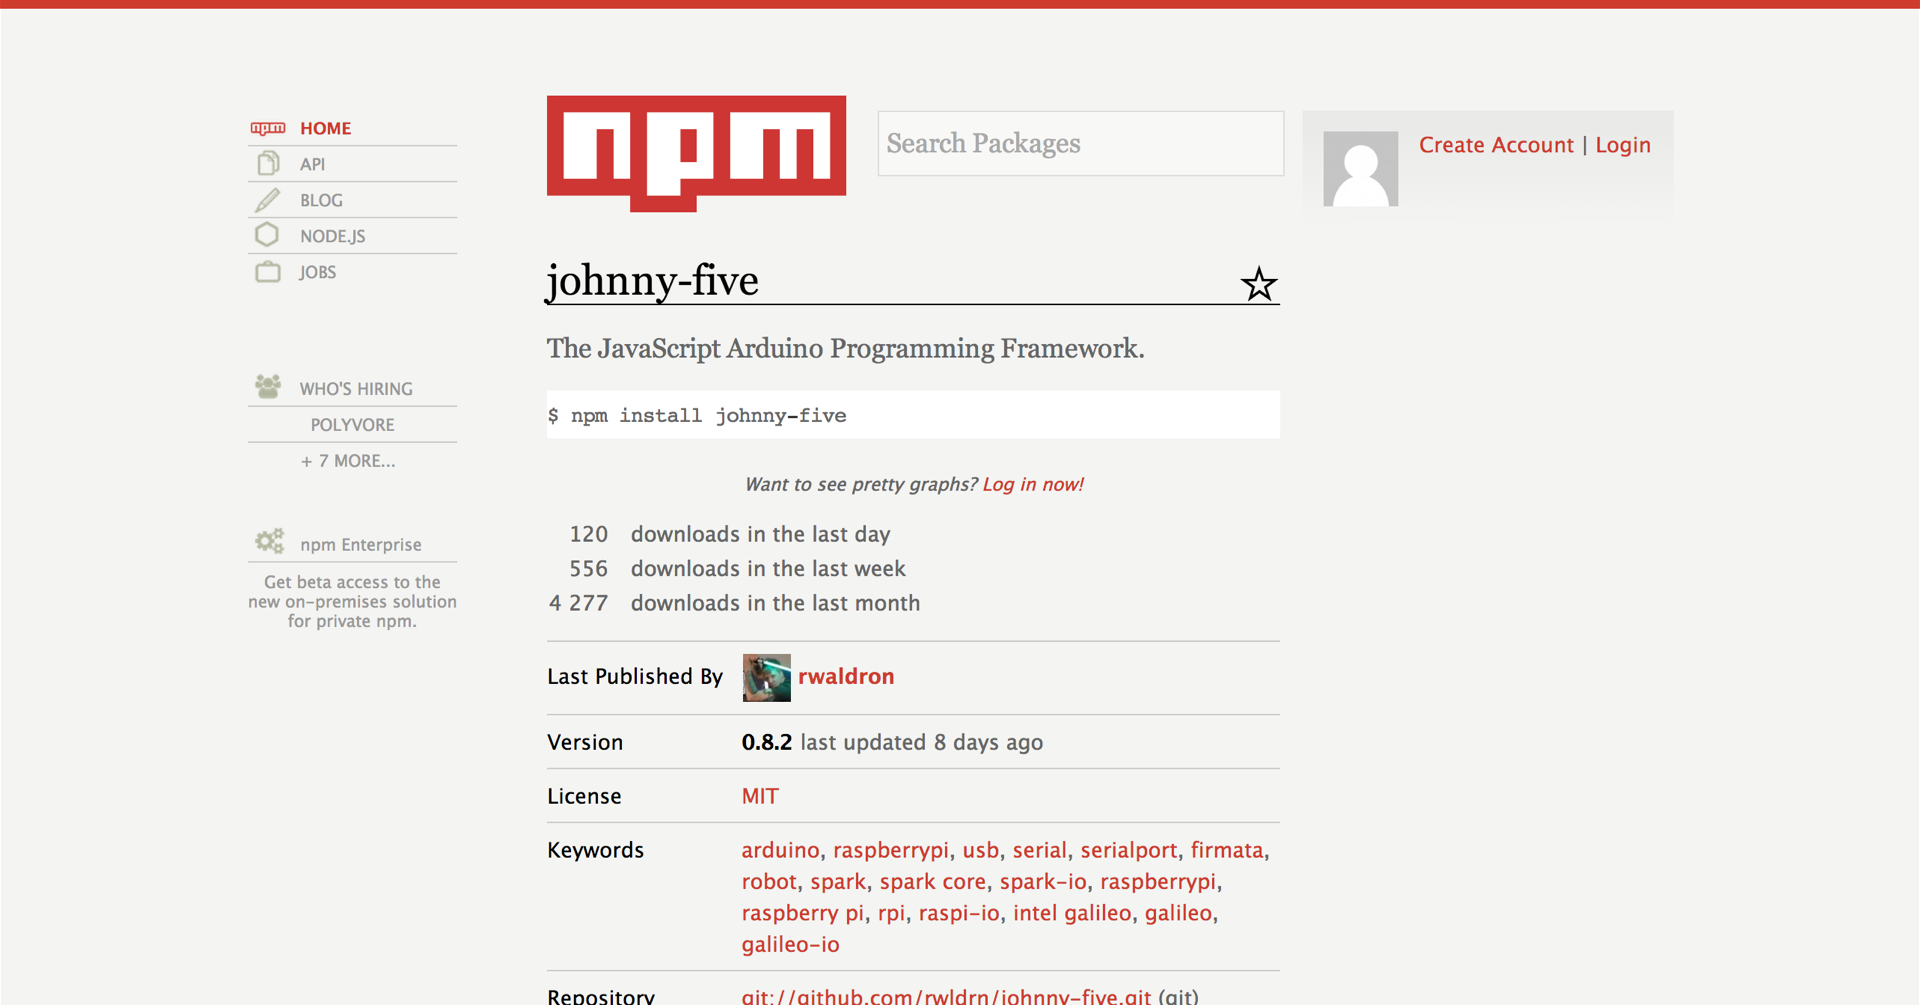 npm HOME
API
BLOG
NODE.JS
JOBS
WHO'S HIRING
POLYVORE
+ 7 MORE...
npm Enterprise
Get beta access to the
new on-premises solution
for private npm.
npm
Search Packages
Create Account | Login
johnny-five
The JavaScript Arduino Programming Framework.
$ npm install johnny-five
Want to see pretty graphs? Log in now!
120 downloads in the last day
556 downloads in the last week
4 277 downloads in the last month
Last Published By rwaldron
Version 0.8.2 last updated 8 days ago
License MIT
Keywords arduino, raspberrypi, usb, serial, serialport, firmata,
robot, spark, spark core, spark-io, raspberrypi,
raspberry pi, rpi, raspi-io, intel galileo, galileo,
galileo-io
Repository git://github.com/rwldrn/johnny-five.git (git)